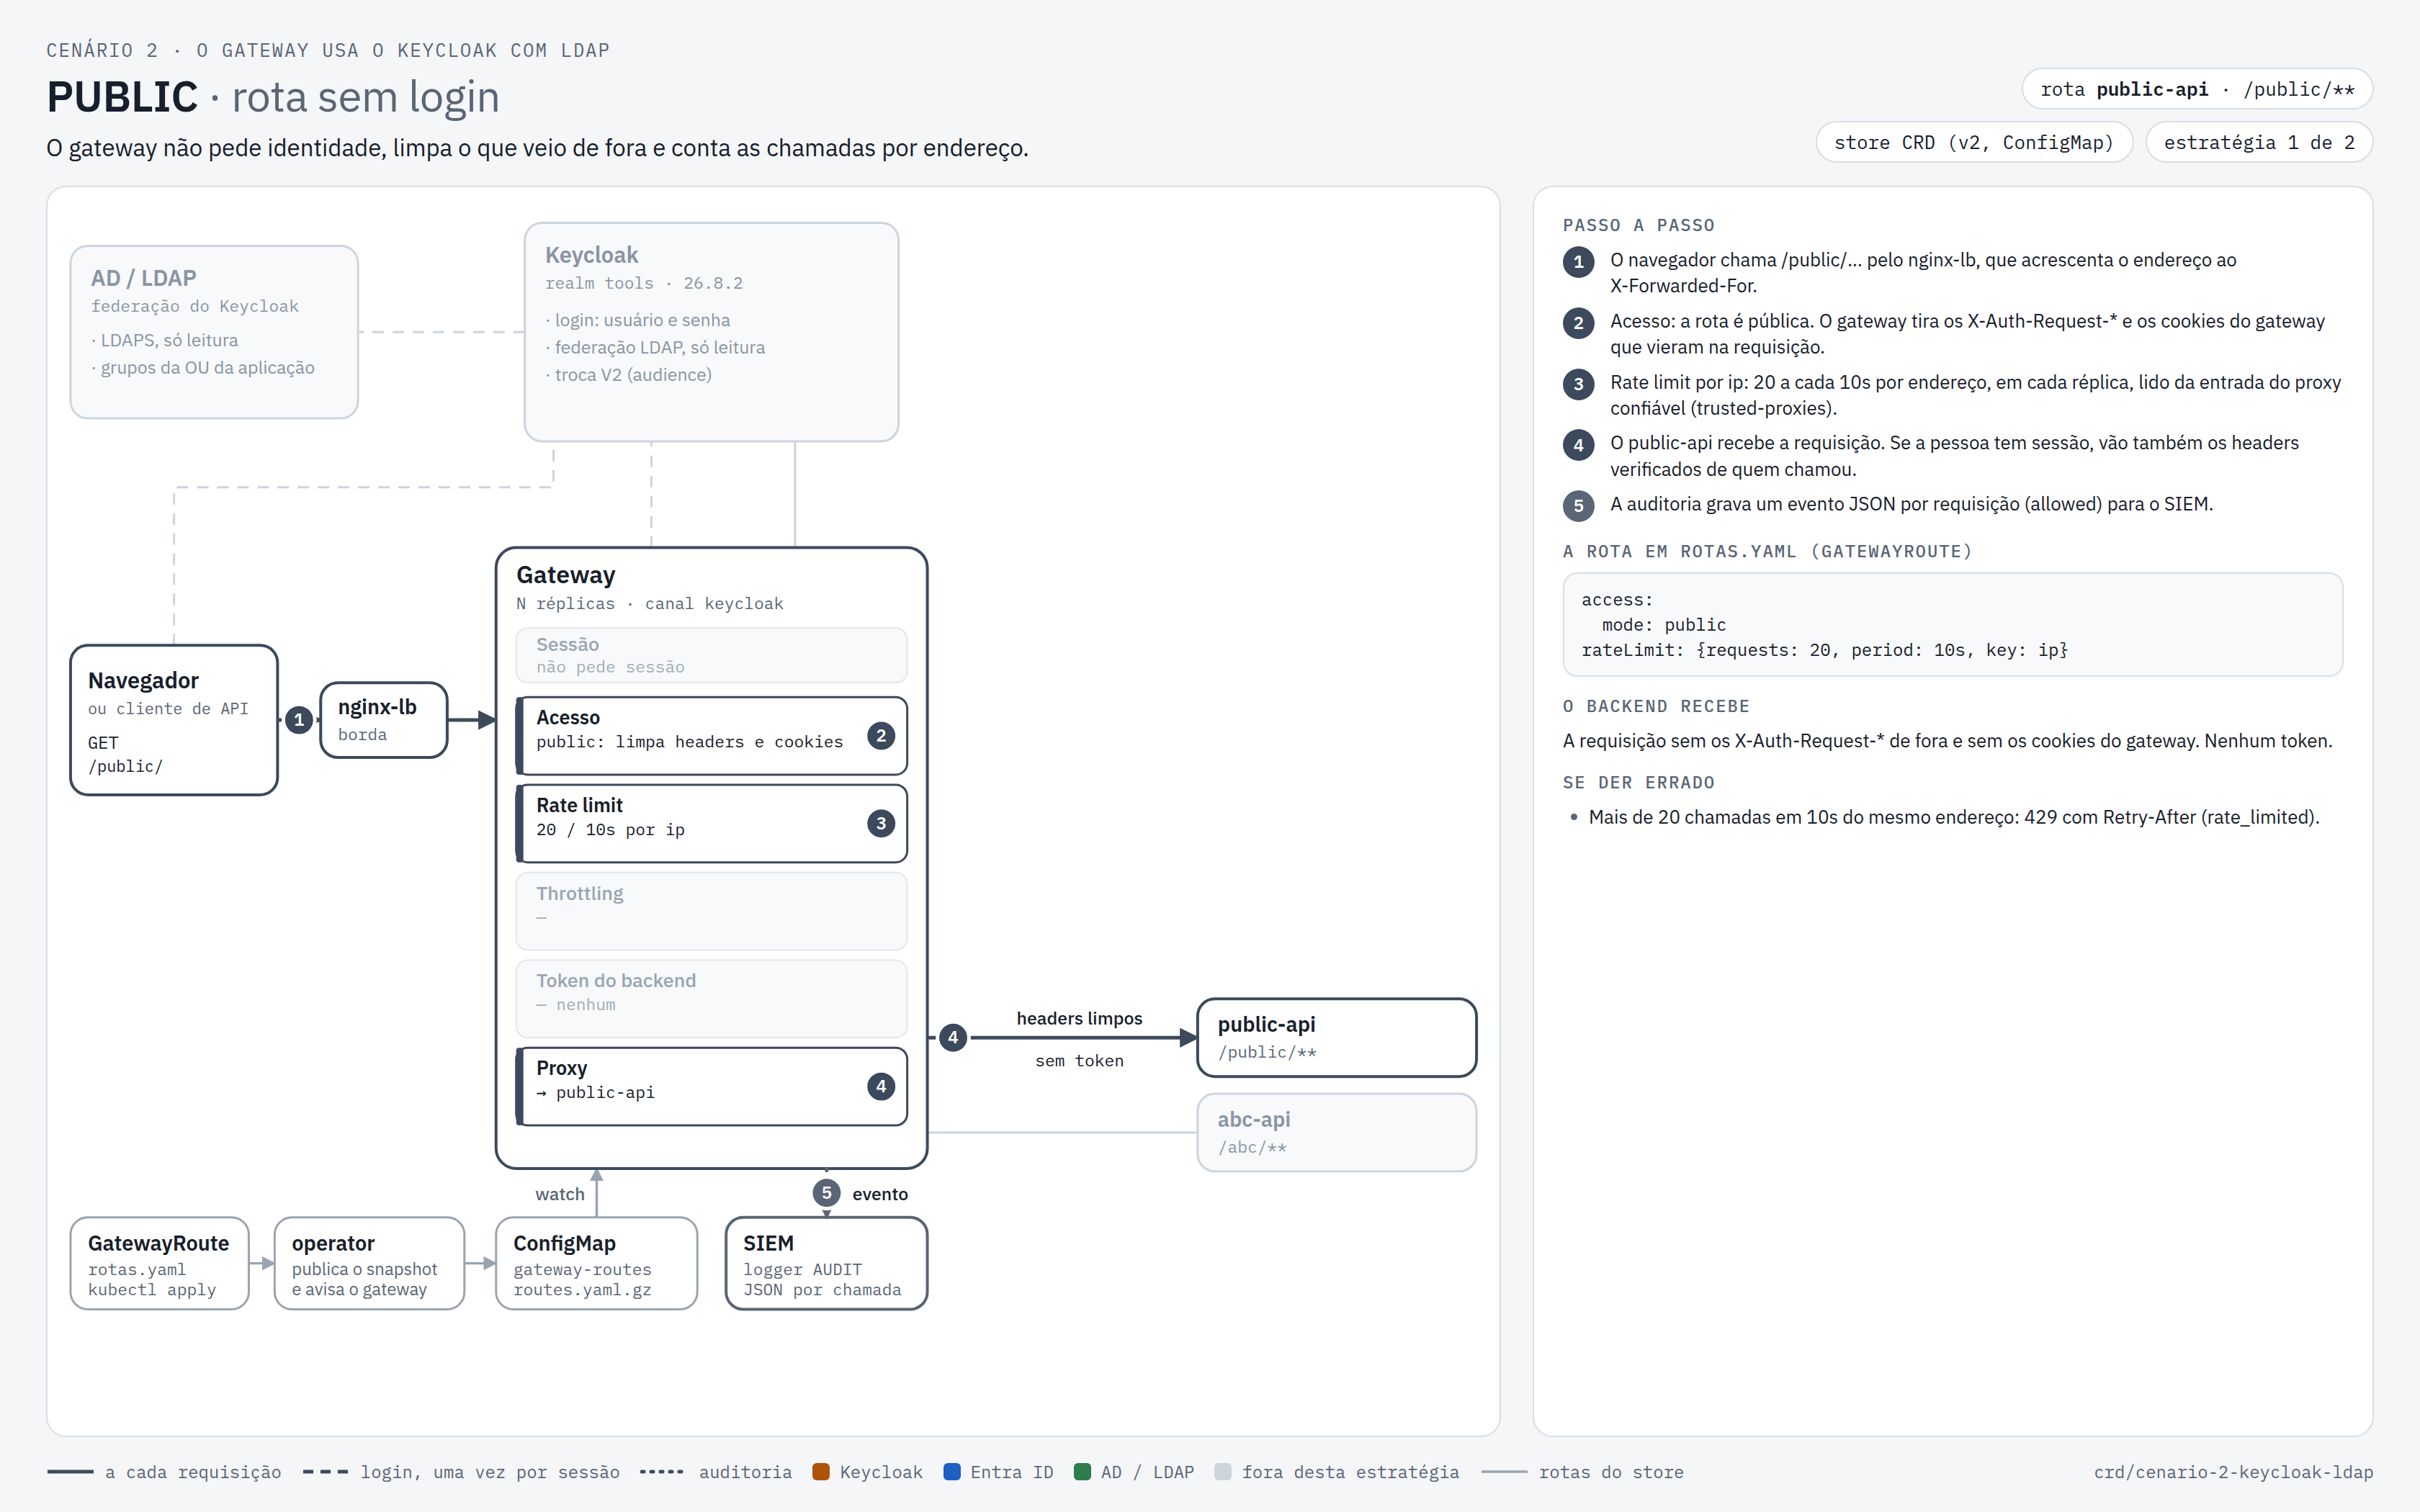 CENÁRIO 2 · O GATEWAY USA O KEYCLOAK COM LDAP
PUBLIC · rota sem login
O gateway não pede identidade, limpa o que veio de fora e conta as chamadas por endereço.
rota public-api · /public/**
store CRD (v2, ConfigMap)
estratégia 1 de 2
AD / LDAP
federação do Keycloak
· LDAPS, só leitura
· grupos da OU da aplicação
Keycloak
realm tools · 26.8.2
· login: usuário e senha
· federação LDAP, só leitura
· troca V2 (audience)
Navegador
ou cliente de API
GET
/public/
1
nginx-lb
borda
Gateway
N réplicas · canal keycloak
Sessão
não pede sessão
Acesso
public: limpa headers e cookies
2
Rate limit
20 / 10s por ip
3
Throttling
—
Token do backend
— nenhum
Proxy
→ public-api
4
4
headers limpos
sem token
public-api
/public/**
abc-api
/abc/**
watch
5
evento
GatewayRoute
rotas.yaml
kubectl apply
operator
publica o snapshot
e avisa o gateway
ConfigMap
gateway-routes
routes.yaml.gz
SIEM
logger AUDIT
JSON por chamada
PASSO A PASSO
1 O navegador chama /public/... pelo nginx-lb, que acrescenta o endereço ao
X-Forwarded-For.
2 Acesso: a rota é pública. O gateway tira os X-Auth-Request-* e os cookies do gateway
que vieram na requisição.
3 Rate limit por ip: 20 a cada 10s por endereço, em cada réplica, lido da entrada do proxy
confiável (trusted-proxies).
4 O public-api recebe a requisição. Se a pessoa tem sessão, vão também os headers
verificados de quem chamou.
5 A auditoria grava um evento JSON por requisição (allowed) para o SIEM.
A ROTA EM ROTAS.YAML (GATEWAYROUTE)
access:
  mode: public
rateLimit: {requests: 20, period: 10s, key: ip}
O BACKEND RECEBE
A requisição sem os X-Auth-Request-* de fora e sem os cookies do gateway. Nenhum token.
SE DER ERRADO
• Mais de 20 chamadas em 10s do mesmo endereço: 429 com Retry-After (rate_limited).
a cada requisição
login, uma vez por sessão
auditoria
Keycloak
Entra ID
AD / LDAP
fora desta estratégia
rotas do store
crd/cenario-2-keycloak-ldap